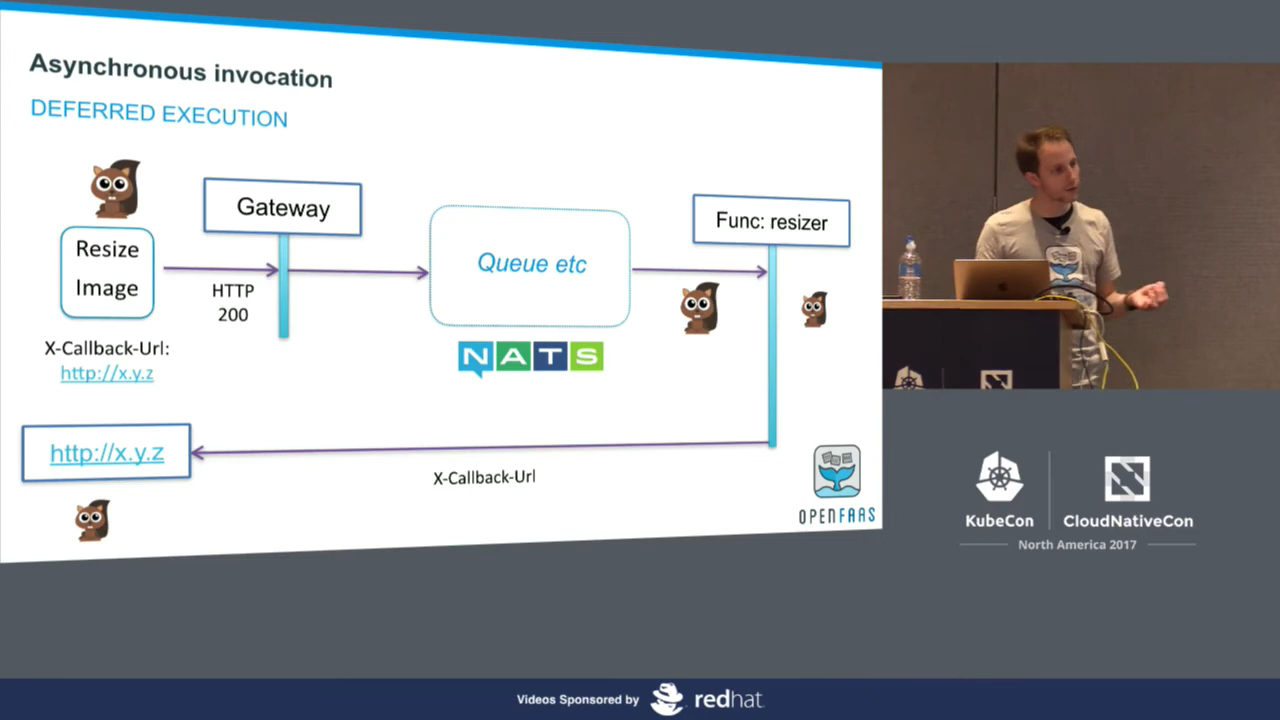 Asynchronous invocation
DEFERRED EXECUTION
Gateway
Resize
Image
HTTP
200
Queue etc
Func: resizer
NATS
X-Callback-Url:
http://x.y.z
http://x.y.z
X-Callback-Url
OPENFAAS
KubeCon
CloudNativeCon
North America 2017
Videos Sponsored by
redhat